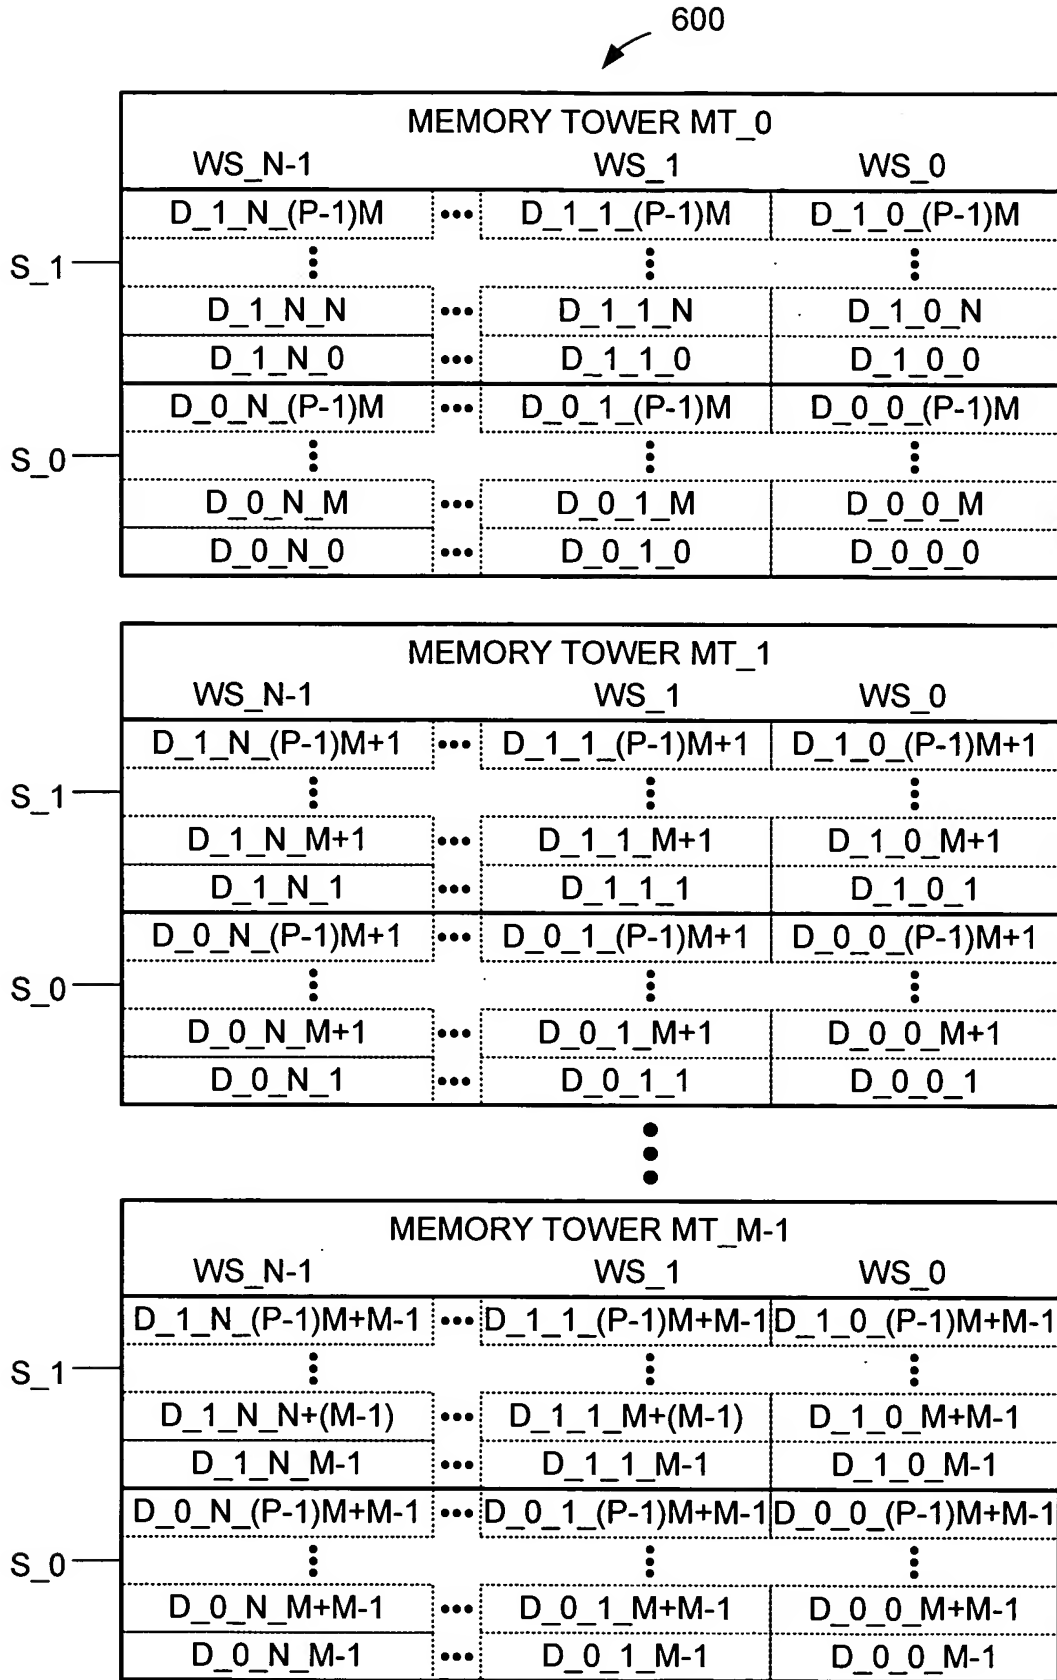 600
MEMORY TOWER MT_0
WS_N-1 WS_1 WS_0
D_1_N_(P-1)M ••• D_1_1_(P-1)M D_1_0_(P-1)M
S_1
D_1_N_N ••• D_1_1_N D_1_0_N
D_1_N_0 ••• D_1_1_0 D_1_0_0
D_0_N_(P-1)M ••• D_0_1_(P-1)M D_0_0_(P-1)M
S_0
D_0_N_M ••• D_0_1_M D_0_0_M
D_0_N_0 ••• D_0_1_0 D_0_0_0
MEMORY TOWER MT_1
WS_N-1 WS_1 WS_0
D_1_N_(P-1)M+1 ••• D_1_1_(P-1)M+1 D_1_0_(P-1)M+1
S_1
D_1_N_M+1 ••• D_1_1_M+1 D_1_0_M+1
D_1_N_1 ••• D_1_1_1 D_1_0_1
D_0_N_(P-1)M+1 ••• D_0_1_(P-1)M+1 D_0_0_(P-1)M+1
S_0
D_0_N_M+1 ••• D_0_1_M+1 D_0_0_M+1
D_0_N_1 ••• D_0_1_1 D_0_0_1
MEMORY TOWER MT_M-1
WS_N-1 WS_1 WS_0
D_1_N_(P-1)M+M-1 ••• D_1_1_(P-1)M+M-1 D_1_0_(P-1)M+M-1
S_1
D_1_N_N+(M-1) ••• D_1_1_M+(M-1) D_1_0_M+M-1
D_1_N_M-1 ••• D_1_1_M-1 D_1_0_M-1
D_0_N_(P-1)M+M-1 ••• D_0_1_(P-1)M+M-1 D_0_0_(P-1)M+M-1
S_0
D_0_N_M+M-1 ••• D_0_1_M+M-1 D_0_0_M+M-1
D_0_N_M-1 ••• D_0_1_M-1 D_0_0_M-1